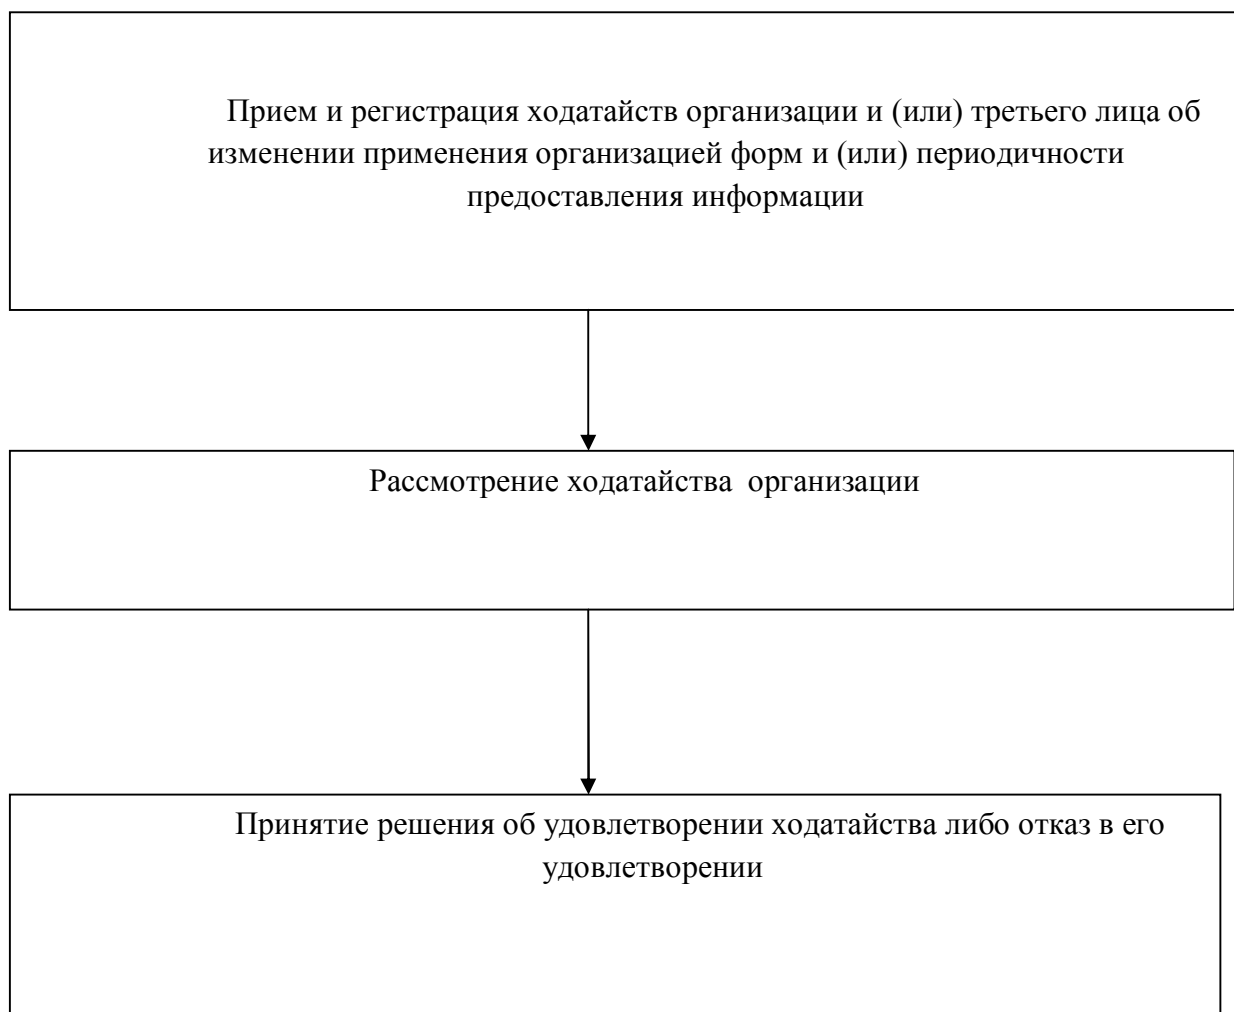 Прием и регистрация ходатайств организации и (или) третьего лица об
изменении применения организацией форм и (или) периодичности
предоставления информации
Рассмотрение ходатайства  организации
Принятие решения об удовлетворении ходатайства либо отказ в его
удовлетворении